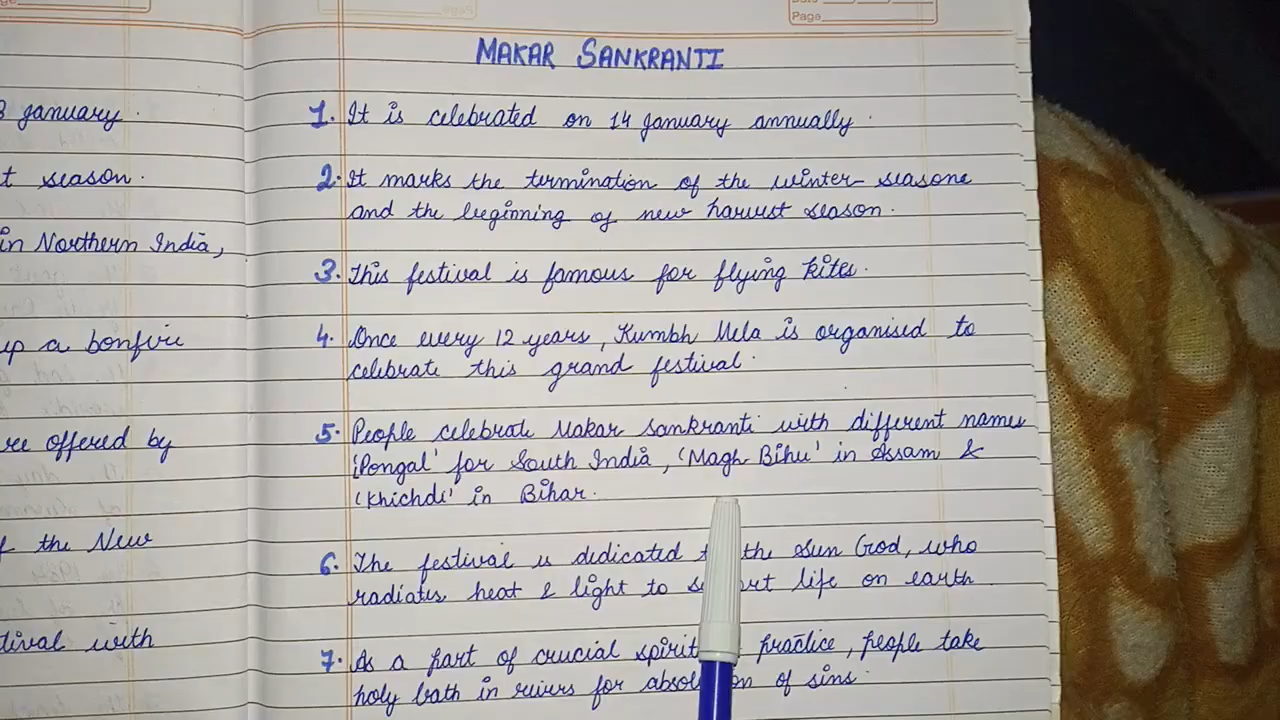 Page
MAKAR SANKRANTI
january.
1. It is celebrated on 14 january annually.
season.
2. It marks the termination of the winter seasone
and the beginning of new harvest season.
in Northern India,
3. This festival is famous for flying kites.
a bonfire
4. Once every 12 years, Kumbh Mela is organised to
celebrate this grand festival.
offered by
5. People celebrate Makar Sankranti with different names
'Pongal' for South India, 'Magh Bihu' in Assam &
'Khichdi' in Bihar.
the New
6. The festival is dedicated the Sun God, who
radiates heat & light to life on earth
with
7. As a part of crucial practice, people take
holy bath in rivers for of sins.